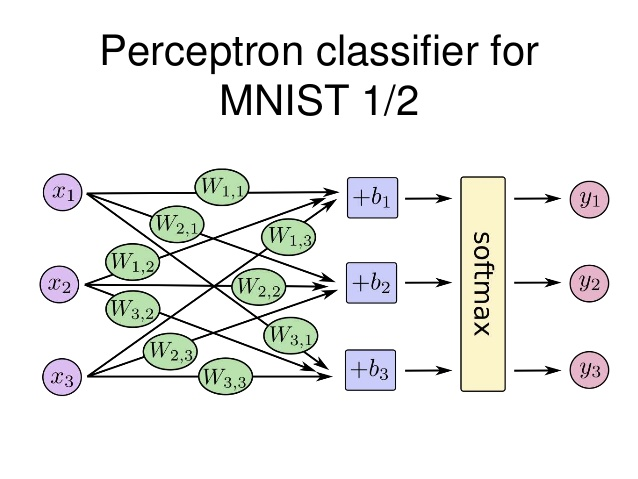 Perceptron classifier for
MNIST 1/2
x1
W1,1
+b1
y1
W2,1
W1,3
W1,2
x2
W2,2
+b2
softmax
y2
W3,2
W3,1
W2,3
x3
W3,3
+b3
y3